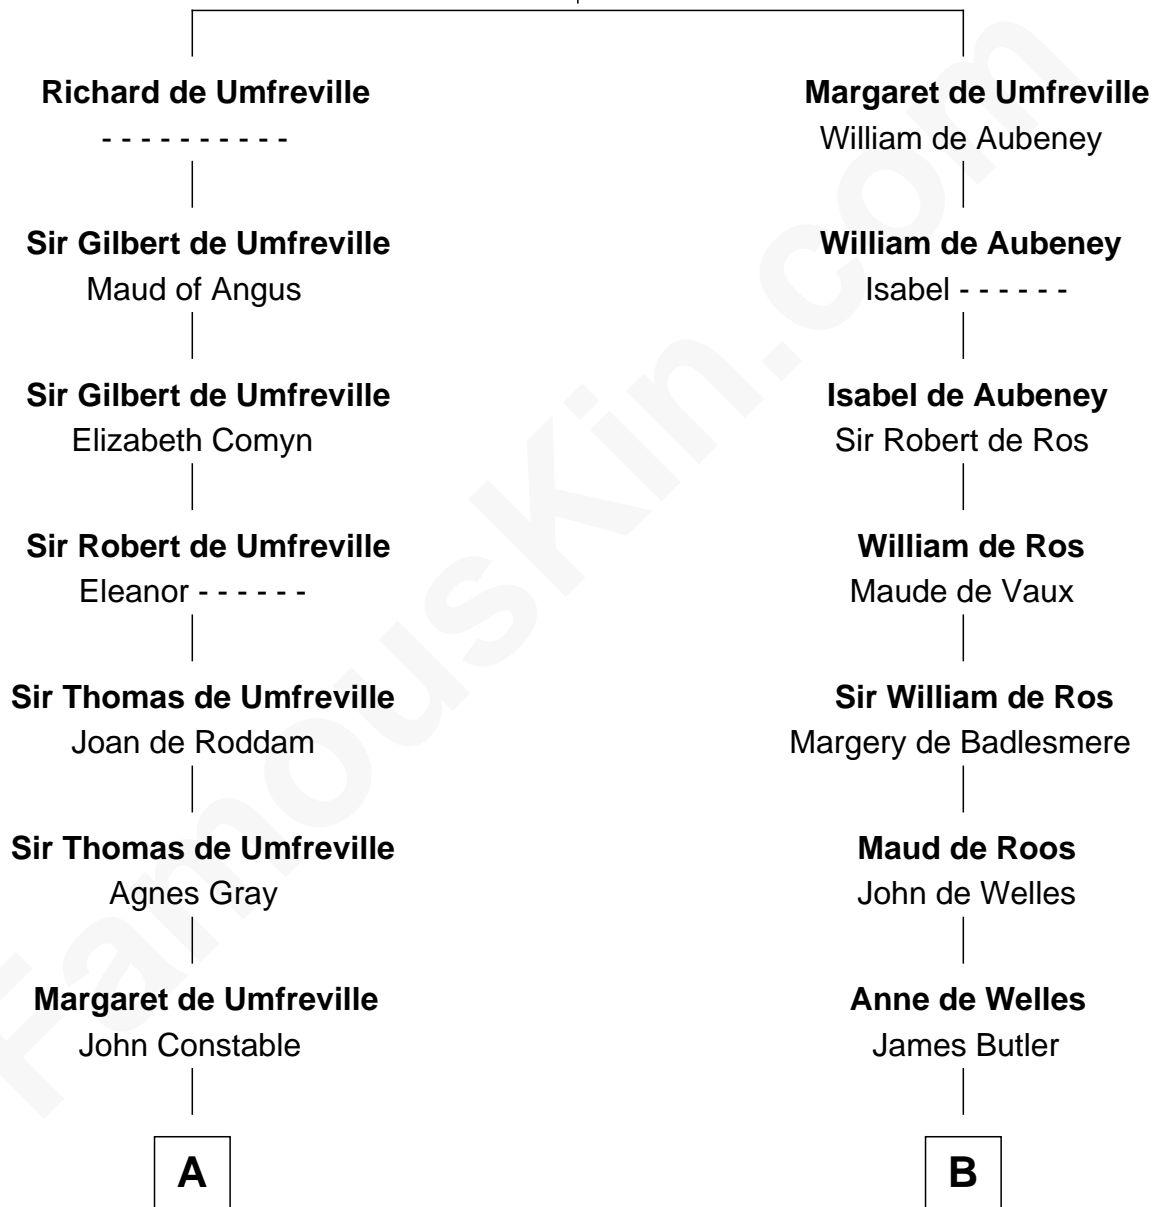 Richard de Umfreville
- - - - - - - - - -
Sir Gilbert de Umfreville
Maud of Angus
Sir Gilbert de Umfreville
Elizabeth Comyn
Sir Robert de Umfreville
Eleanor - - - - - -
Sir Thomas de Umfreville
Joan de Roddam
Sir Thomas de Umfreville
Agnes Gray
Margaret de Umfreville
John Constable
A
Margaret de Umfreville
William de Aubeney
William de Aubeney
Isabel - - - - - -
Isabel de Aubeney
Sir Robert de Ros
William de Ros
Maude de Vaux
Sir William de Ros
Margery de Badlesmere
Maud de Roos
John de Welles
Anne de Welles
James Butler
B
FamousKin.com